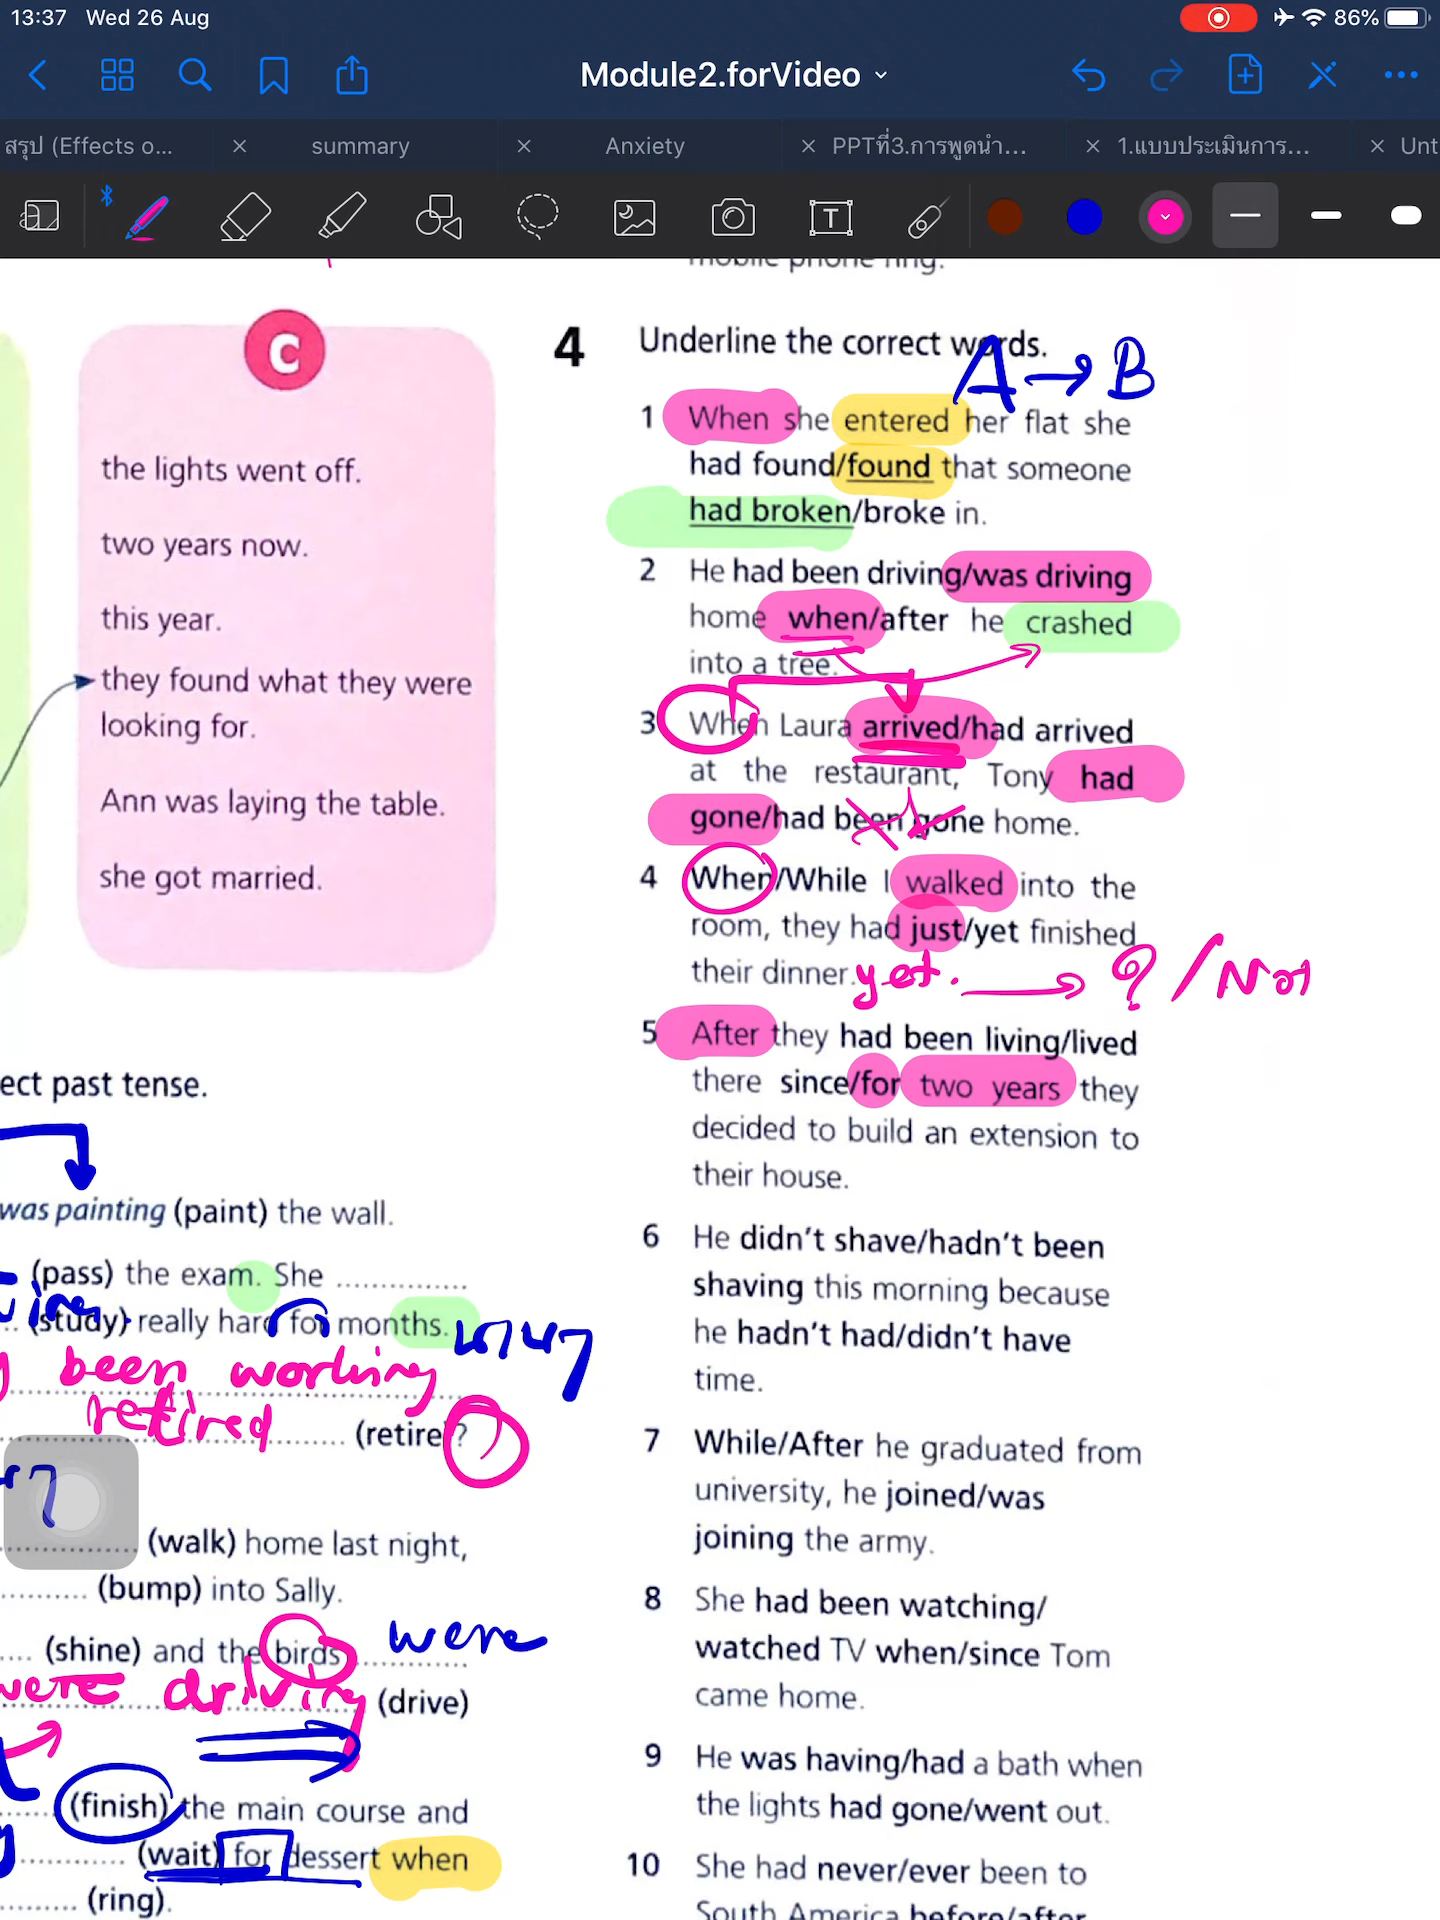 13:37 Wed 26 Aug
86%
Module2.forVideo
สรุป (Effects o...
summary
Anxiety
PPTที่3.การพูดนำ...
1.แบบประเมินการ...
Unt
mobile phone ring.
C
the lights went off.
two years now.
this year.
they found what they were
looking for.
Ann was laying the table.
she got married.
ect past tense.
was painting (paint) the wall.
(pass) the exam. She ..............
(study) really hard for months.
been working
retired
(retire)?
(walk) home last night,
(bump) into Sally.
(shine) and the birds
were
were driving (drive)
(finish) the main course and
(wait) for dessert when
(ring).
4 Underline the correct words.
A → B
1 When she entered her flat she
had found/found that someone
had broken/broke in.
2 He had been driving/was driving
home when/after he crashed
into a tree.
3 When Laura arrived/had arrived
at the restaurant, Tony had
gone/had been gone home.
4 When/While I walked into the
room, they had just/yet finished
their dinner.
yet. → ? / Not
5 After they had been living/lived
there since/for two years they
decided to build an extension to
their house.
6 He didn't shave/hadn't been
shaving this morning because
he hadn't had/didn't have
time.
7 While/After he graduated from
university, he joined/was
joining the army.
8 She had been watching/
watched TV when/since Tom
came home.
9 He was having/had a bath when
the lights had gone/went out.
10 She had never/ever been to
South America before/after